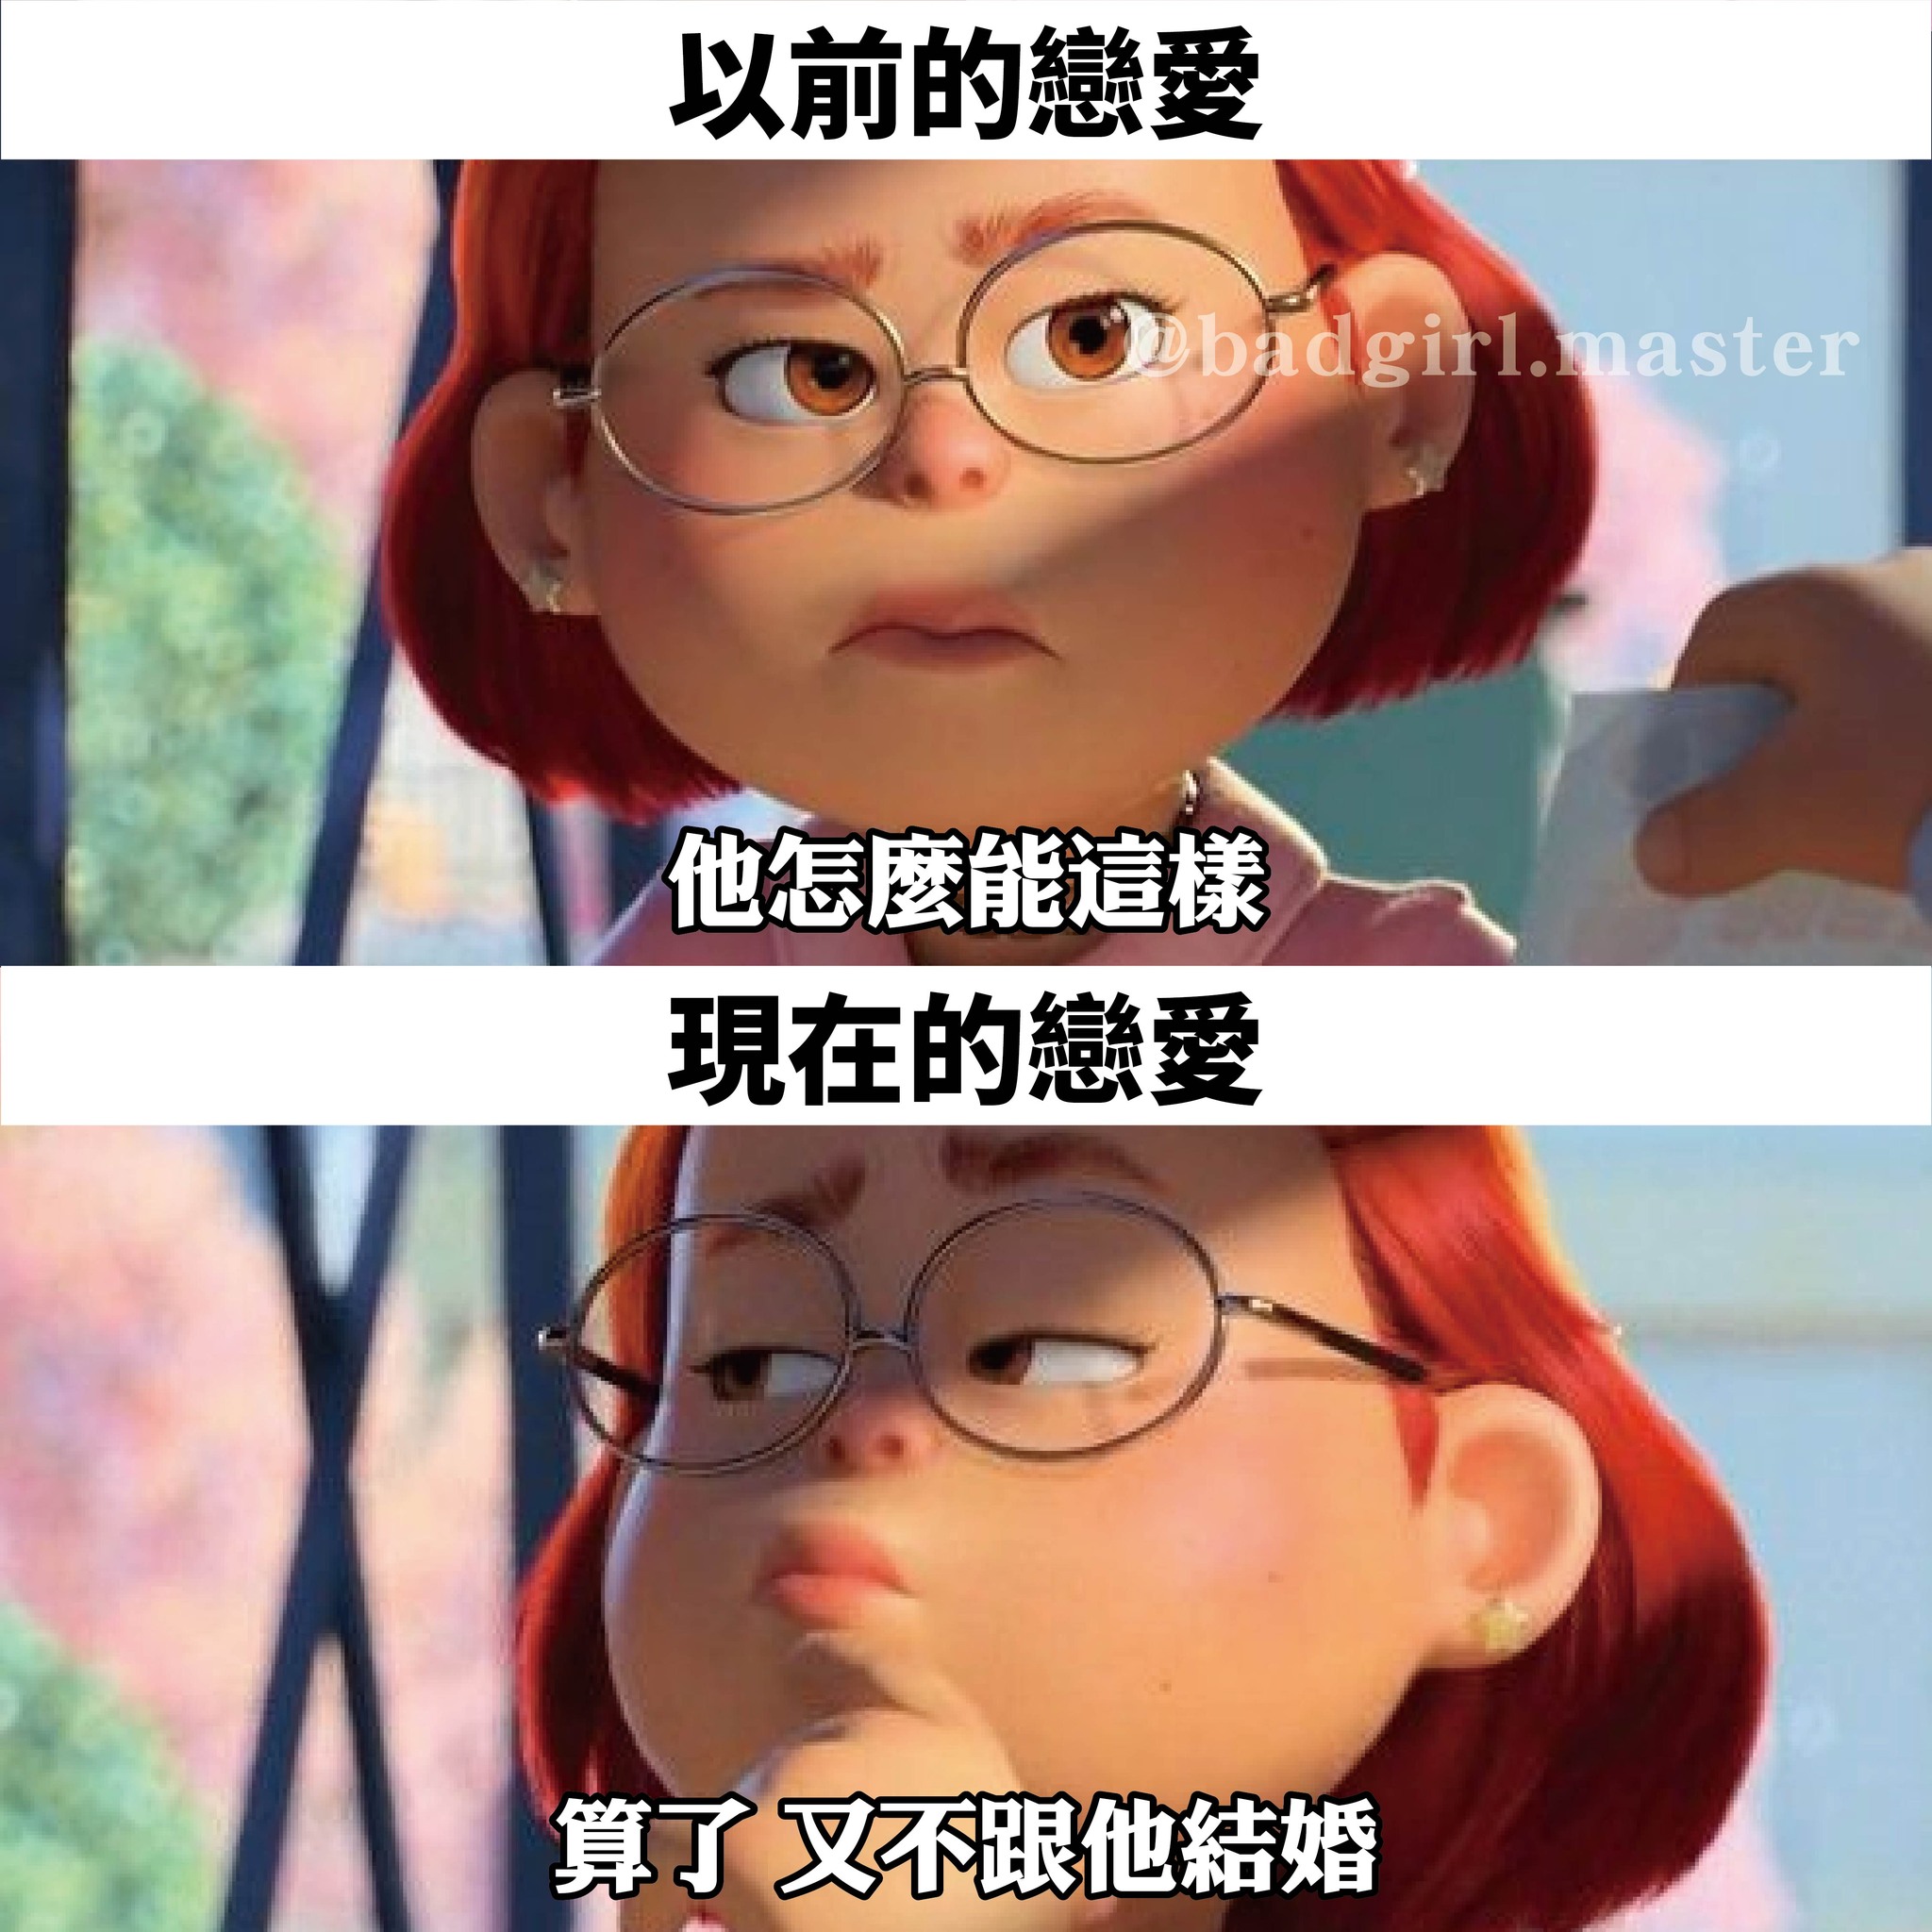 以前的戀愛
@badgirl.master
他怎麼能這樣
現在的戀愛
算了 又不跟他結婚